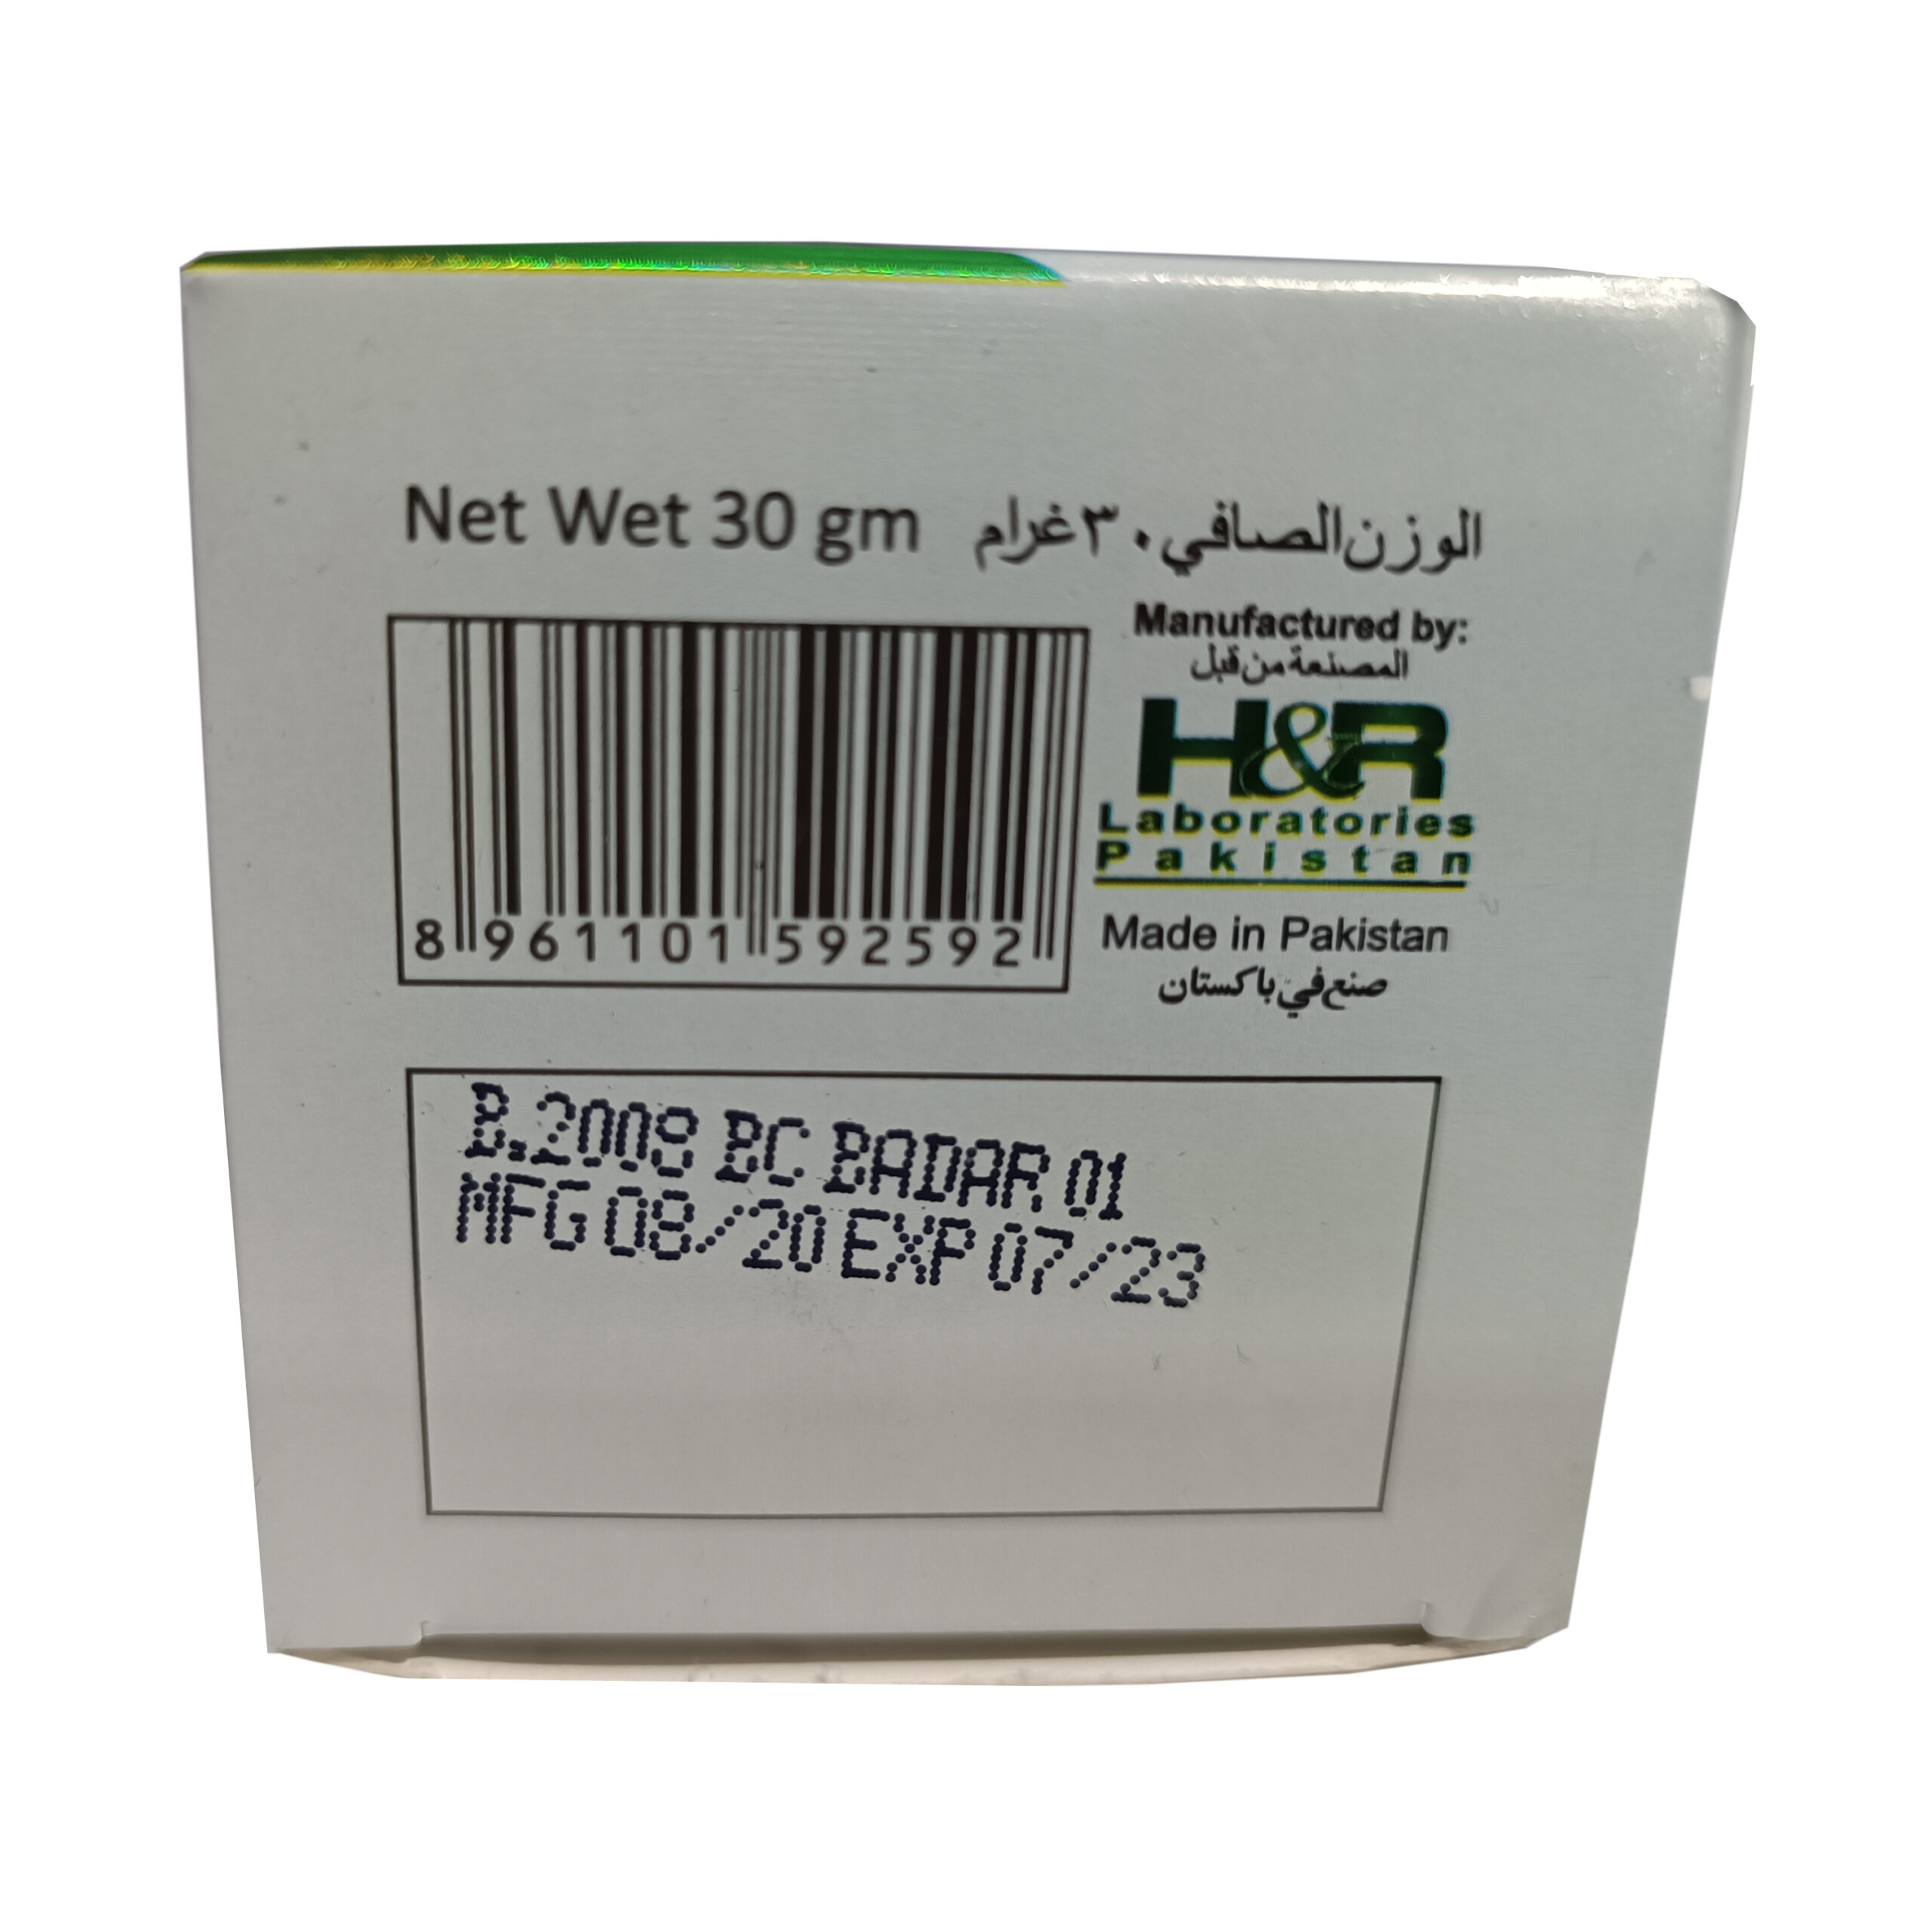 Net Wet 30 gm الوزن الصافي ٣٠ غرام
Manufactured by:
المصنعة من قبل
H&R
Laboratories
Pakistan
8 961101 592592
Made in Pakistan
صنع في باكستان
B.2008 BC BADAR 01
MFG 08/20 EXP 07/23